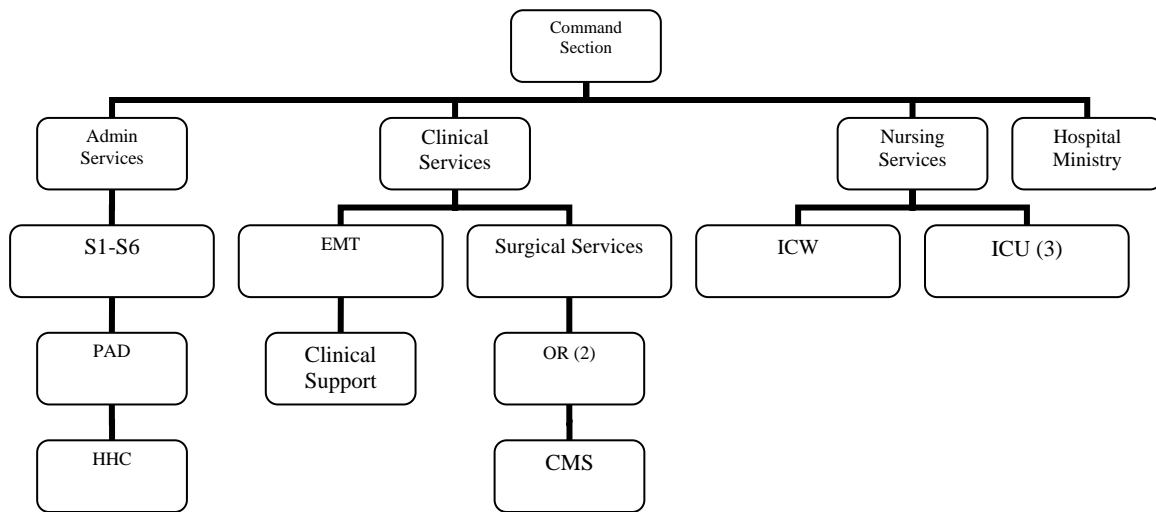 Command
Section
Admin
Services
Clinical
Services
Nursing
Services
Hospital
Ministry
S1-S6
EMT
Surgical Services
ICW
ICU (3)
PAD
Clinical
Support
OR (2)
HHC
CMS